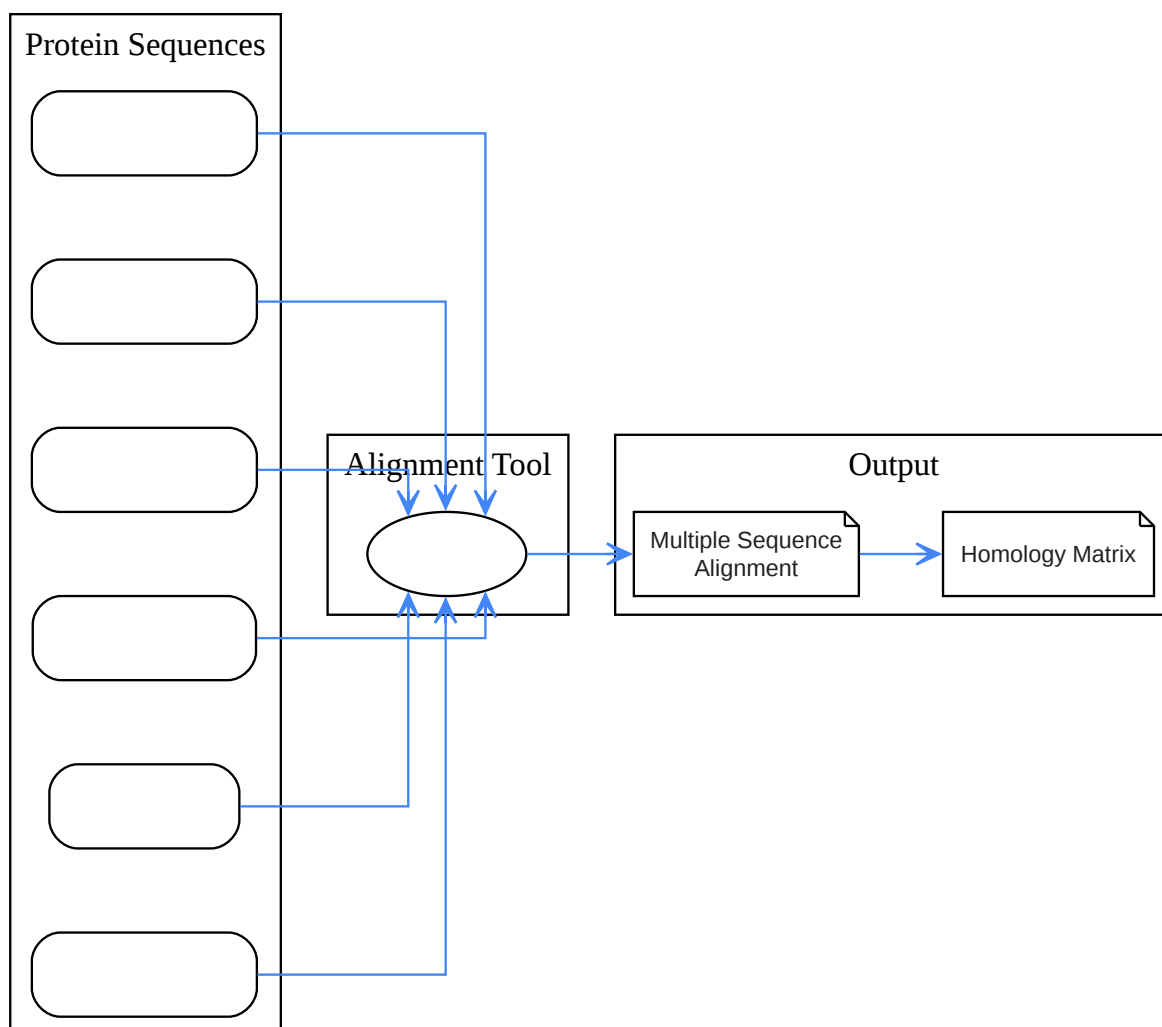 Protein Sequences
Alignment Tool
Output
Multiple Sequence
Alignment
Homology Matrix